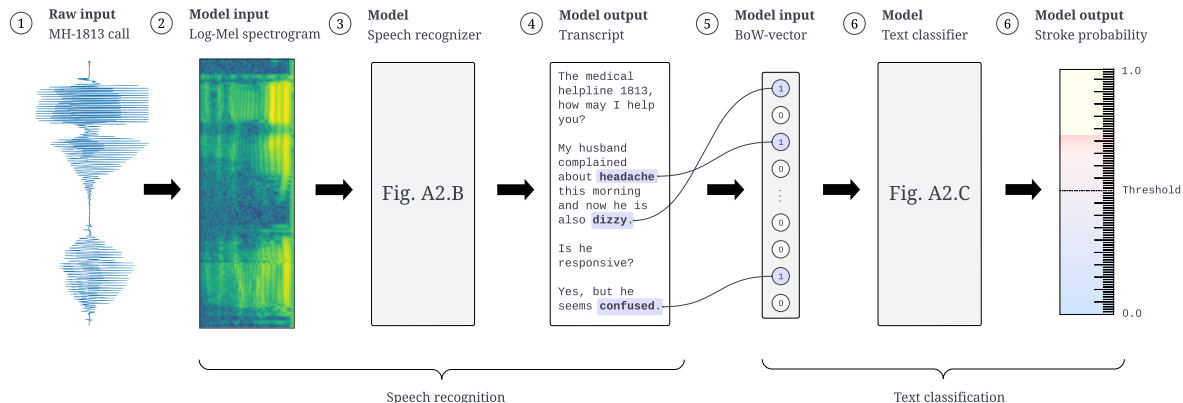 1
Raw input
MH-1813 call
2
Model input
Log-Mel spectrogram
3
Model
Speech recognizer
4
Model output
Transcript
5
Model input
BoW-vector
6
Model
Text classifier
6
Model output
Stroke probability
Fig. A2.B
The medical
helpline 1813,
how may I help
you?
My husband
complained
about headache
this morning
and now he is
also dizzy.
Is he
responsive?
Yes, but he
seems confused.
1
0
1
0
⋮
0
0
1
0
Fig. A2.C
1.0
Threshold
0.0
Speech recognition
Text classification